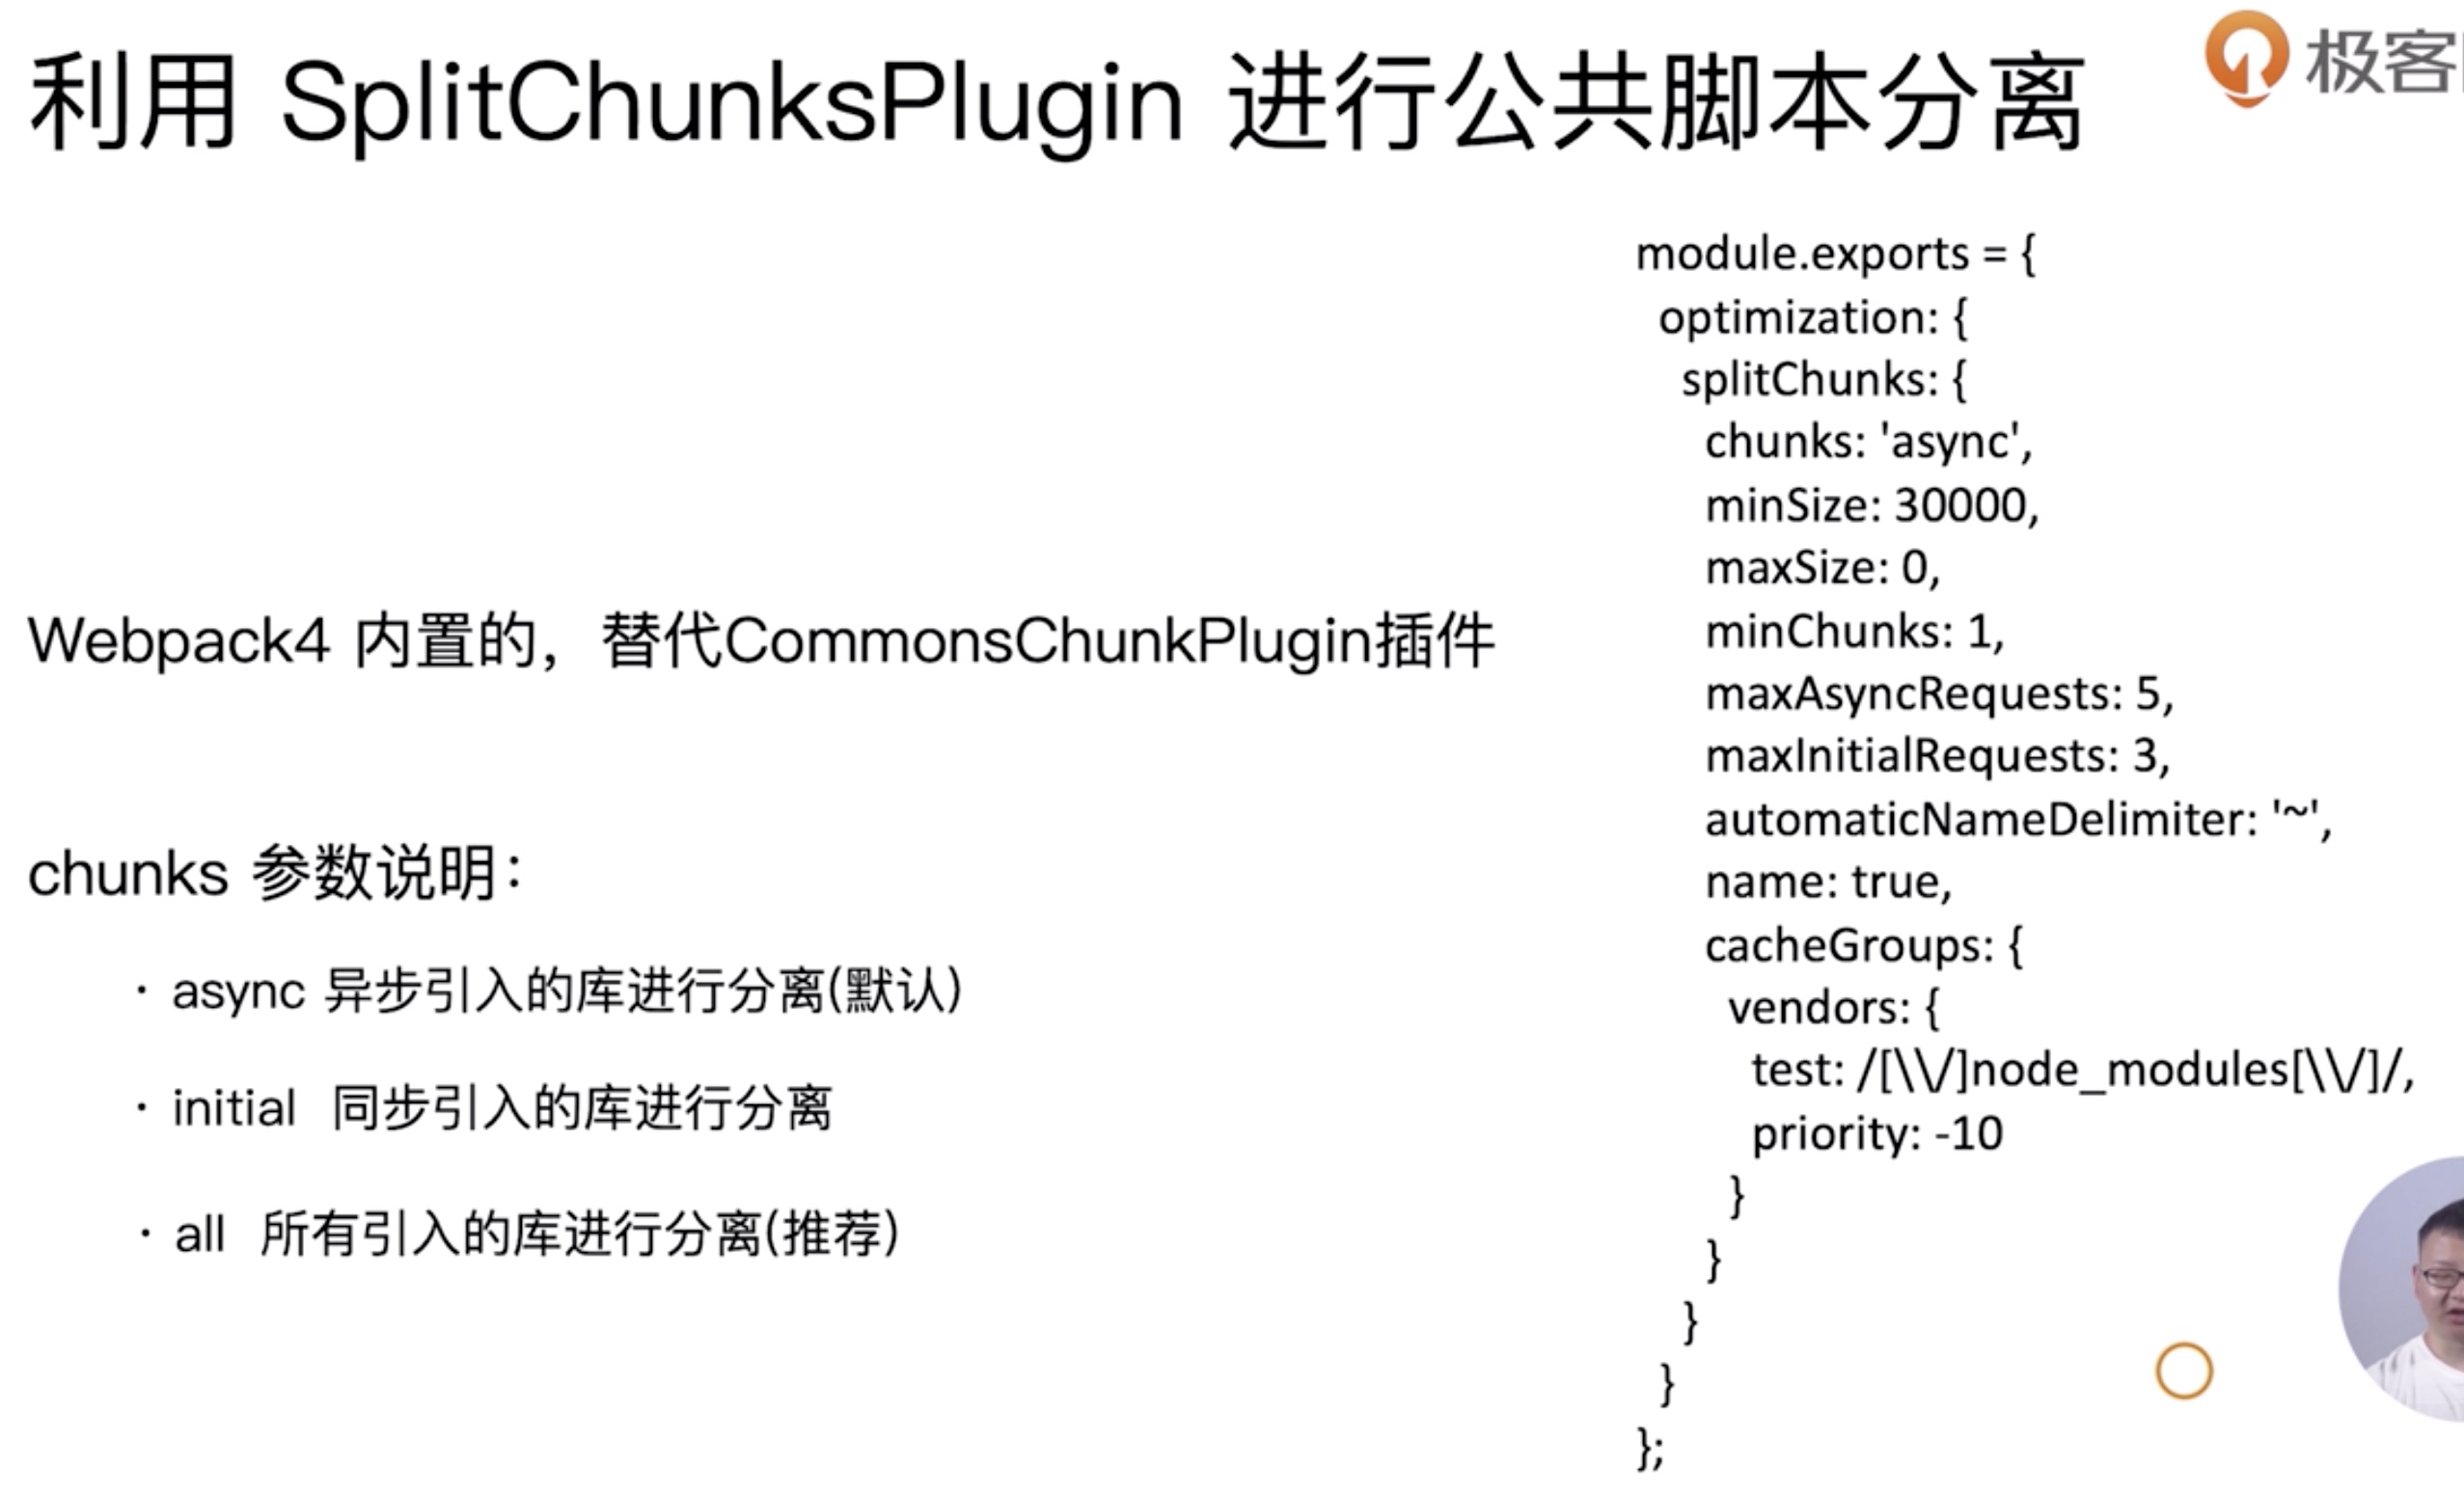 利用 SplitChunksPlugin 进行公共脚本分离
极客
Webpack4 内置的，替代CommonsChunkPlugin插件
chunks 参数说明：
· async 异步引入的库进行分离(默认)
· initial 同步引入的库进行分离
· all 所有引入的库进行分离(推荐)
module.exports = {
optimization: {
splitChunks: {
chunks: 'async',
minSize: 30000,
maxSize: 0,
minChunks: 1,
maxAsyncRequests: 5,
maxInitialRequests: 3,
automaticNameDelimiter: '~',
name: true,
cacheGroups: {
vendors: {
test: /[\\/]node_modules[\\/]/,
priority: -10
}
}
}
}
};